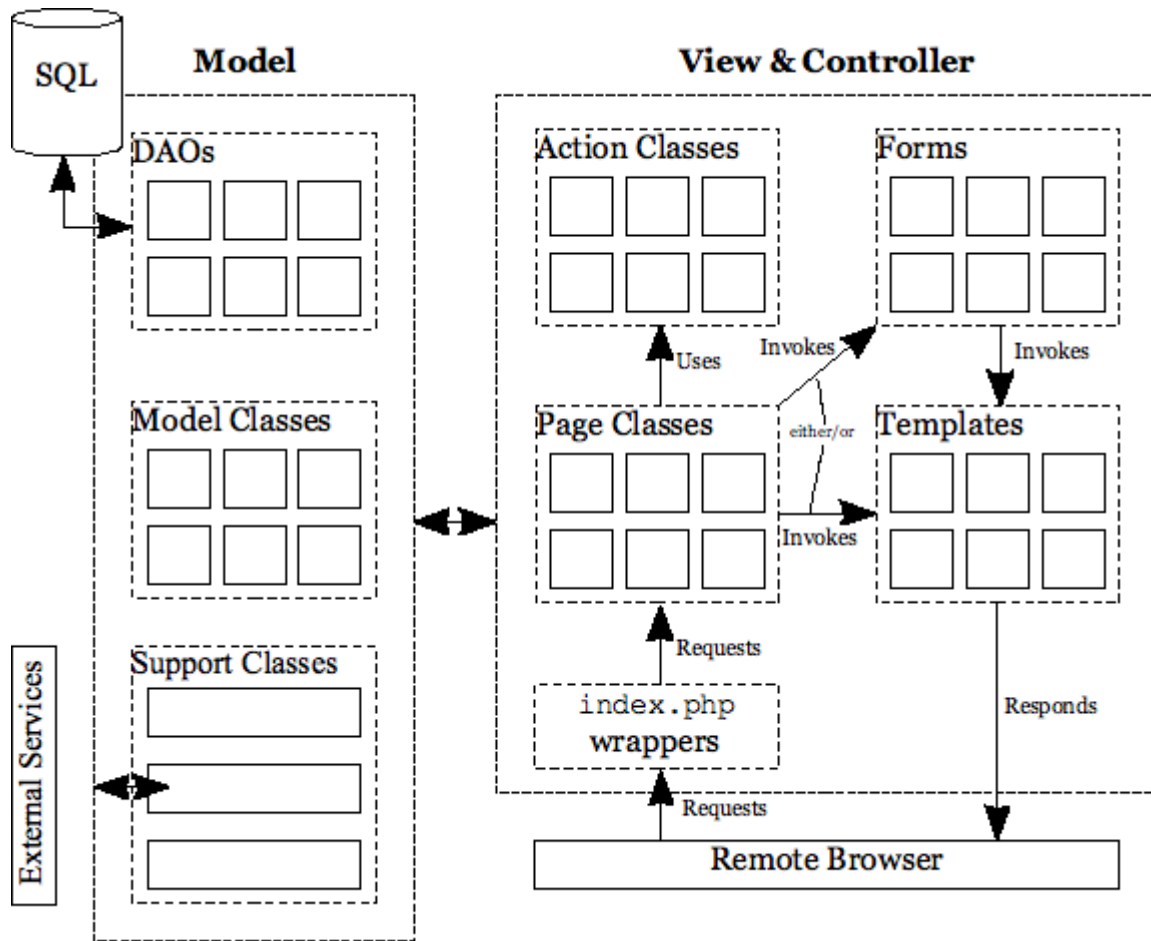 SQL
Model
View & Controller
DAOs
Action Classes
Forms
Uses
Invokes
Invokes
Model Classes
Page Classes
either/or
Templates
Invokes
Support Classes
Requests
index.php
wrappers
Responds
External Services
Requests
Remote Browser